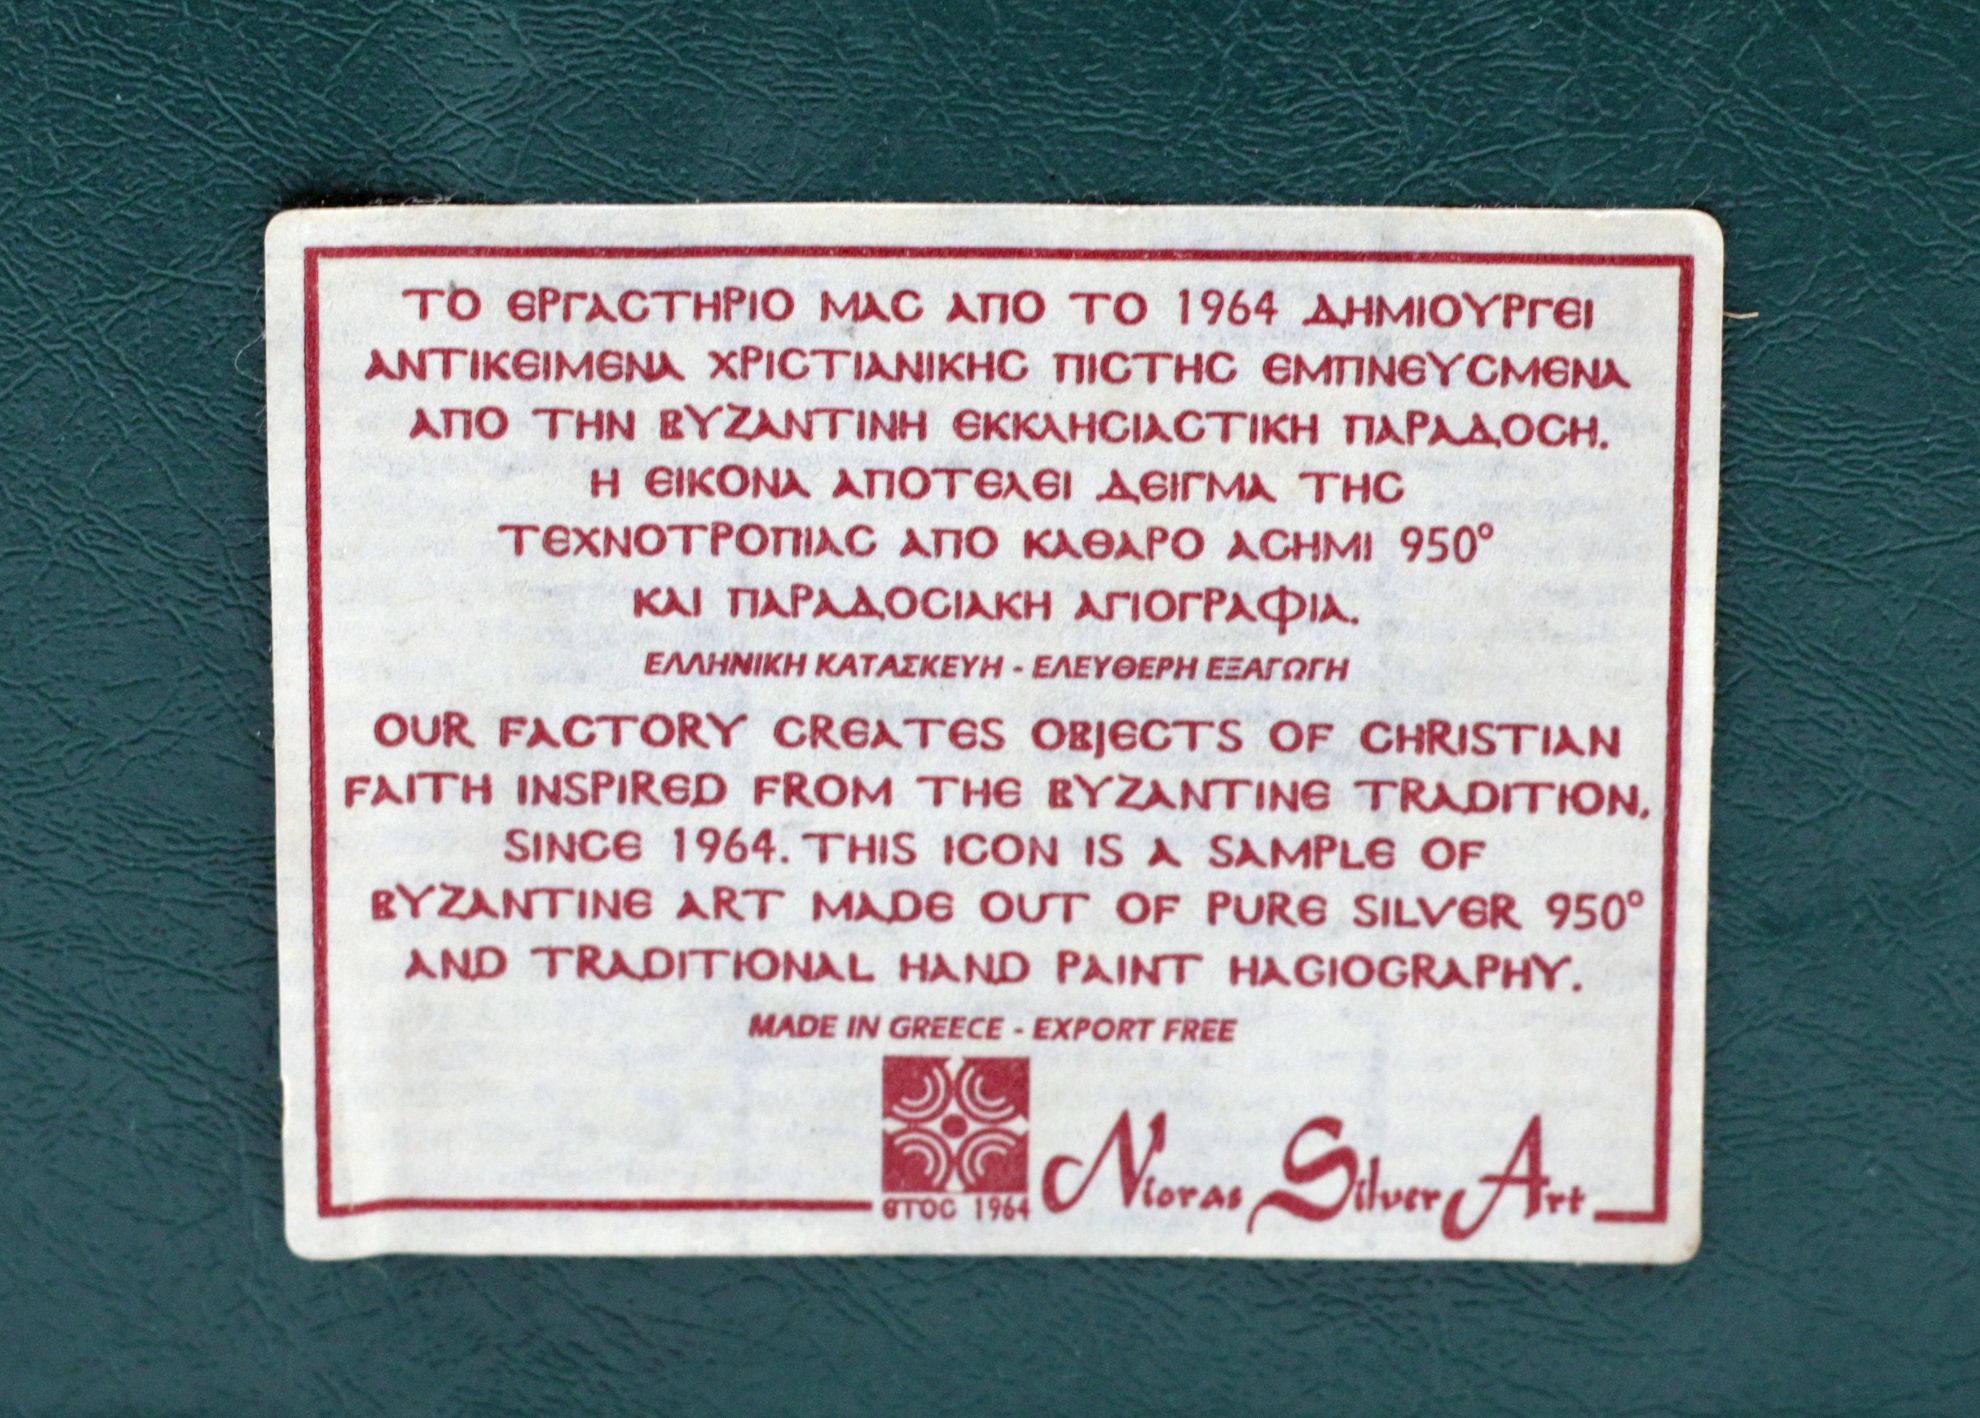 ΤΟ ΕΡΓΑϹΤΗΡΙΟ ΜΑϹ ΑΠΟ ΤΟ 1964 ΔΗΜΙΟΥΡΓΕΙ
ΑΝΤΙΚΕΙΜΕΝΑ ΧΡΙϹΤΙΑΝΙΚΗϹ ΠΙϹΤΗϹ ΕΜΠΝΕΥϹΜΕΝΑ
ΑΠΟ ΤΗΝ ΒΥΖΑΝΤΙΝΗ ΕΚΚΛΗϹΙΑϹΤΙΚΗ ΠΑΡΑΔΟϹΗ.
Η ΕΙΚΟΝΑ ΑΠΟΤΕΛΕΙ ΔΕΙΓΜΑ ΤΗϹ
ΤΕΧΝΟΤΡΟΠΙΑϹ ΑΠΟ ΚΑΘΑΡΟ ΑϹΗΜΙ 950°
ΚΑΙ ΠΑΡΑΔΟϹΙΑΚΗ ΑΓΙΟΓΡΑΦΙΑ.
ΕΛΛΗΝΙΚΗ ΚΑΤΑΣΚΕΥΗ - ΕΛΕΥΘΕΡΗ ΕΞΑΓΩΓΗ
OUR FACTORY CREATES OBJECTS OF CHRISTIAN
FAITH INSPIRED FROM THE BYZANTINE TRADITION,
SINCE 1964. THIS ICON IS A SAMPLE OF
BYZANTINE ART MADE OUT OF PURE SILVER 950°
AND TRADITIONAL HAND PAINT HAGIOGRAPHY.
MADE IN GREECE - EXPORT FREE
ΕΤΟϹ 1964 Nioras Silver Art